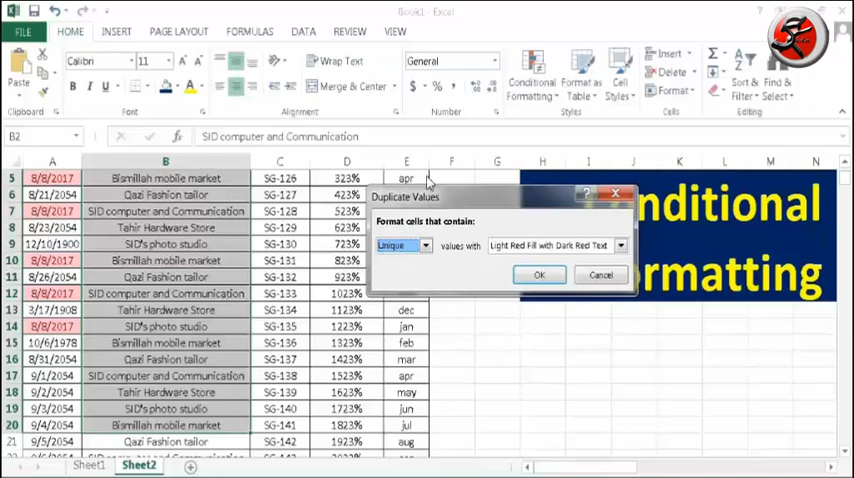 Book1 - Excel
FILE HOME INSERT PAGE LAYOUT FORMULAS DATA REVIEW VIEW
Calibri 11 Wrap Text General Insert
Paste B I U Merge & Center $ % Conditional Formatting Format as Table Cell Styles Delete Format Sort & Filter Find & Select
Clipboard Font Alignment Number Styles Cells Editing
B2 fx SID computer and Communication
A B C D E F G H I J K L M N
5 8/8/2017 Bismillah mobile market SG-126 323% apr
6 8/21/2054 Qazi Fashion tailor SG-127 423%
7 8/8/2017 SID computer and Communication SG-128 523%
8 8/23/2054 Tahir Hardware Store SG-129 623%
9 12/10/1900 SID's photo studio SG-130 723%
10 8/8/2017 Bismillah mobile market SG-131 823%
11 8/26/2054 Qazi Fashion tailor SG-132 923%
12 8/8/2017 SID computer and Communication SG-133 1023%
13 3/17/1908 Tahir Hardware Store SG-134 1123% dec
14 8/8/2017 SID's photo studio SG-135 1223% jan
15 10/6/1978 Bismillah mobile market SG-136 1323%
16 8/31/2054 Qazi Fashion tailor SG-137 1423% mar
17 9/1/2054 SID computer and Communication SG-138 1523% apr
18 9/2/2054 Tahir Hardware Store SG-139 1623% may
19 9/3/2054 SID's photo studio SG-140 1723% jun
20 9/4/2054 Bismillah mobile market SG-141 1823% jul
21 9/5/2054 Qazi Fashion tailor SG-142 1923% aug
Duplicate Values
Format cells that contain:
Unique values with Light Red Fill with Dark Red Text
OK Cancel
nditional
ormatting
Sheet1 Sheet2